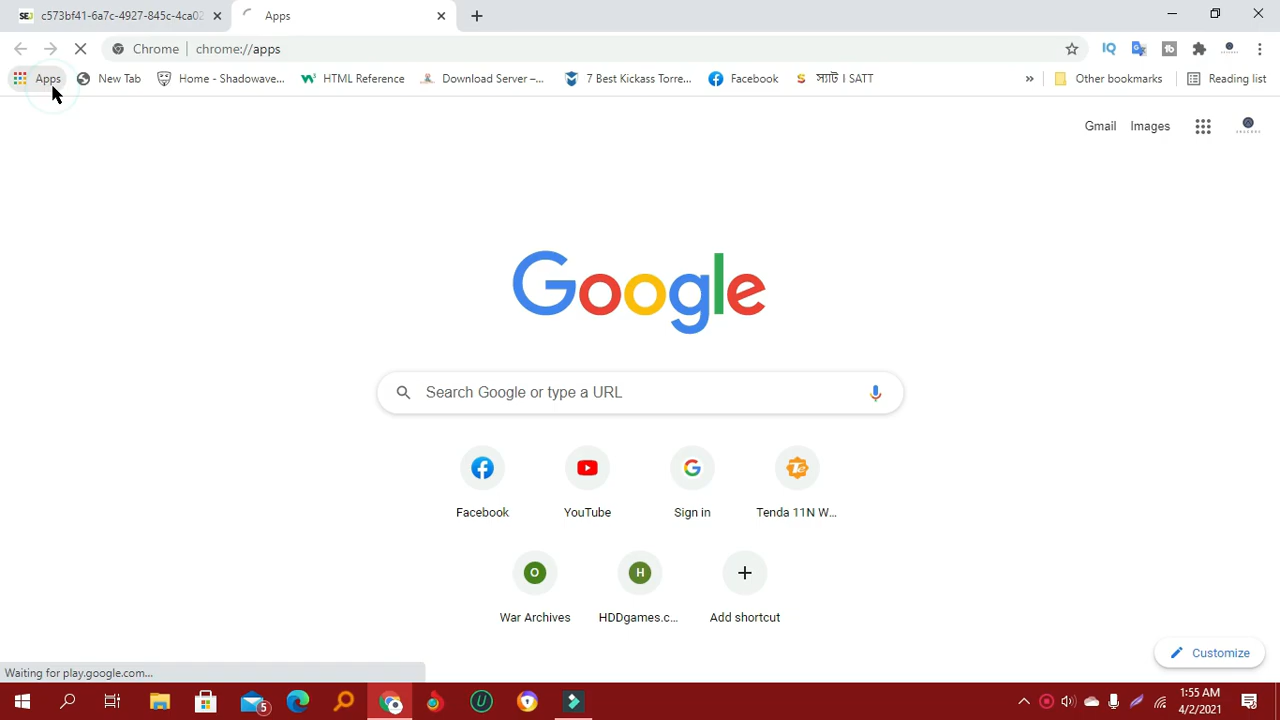 SEJ c573bf41-6a7c-4927-845c-4ca02 Apps
Chrome chrome://apps
Apps New Tab Home - Shadowave... HTML Reference Download Server –... 7 Best Kickass Torre... Facebook S স্যাট I SATT » Other bookmarks Reading list
Gmail Images
Google
Search Google or type a URL
Facebook YouTube Sign in Tenda 11N W...
O H
War Archives HDDgames.c... Add shortcut
Customize
Waiting for play.google.com...
5
1:55 AM
4/2/2021